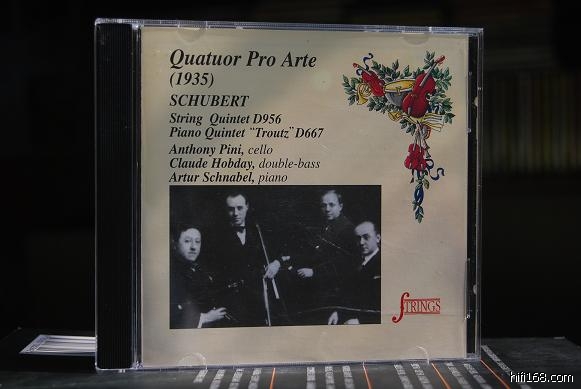 Quatuor Pro Arte
(1935)
SCHUBERT
String Quintet D956
Piano Quintet "Troutz" D667
Anthony Pini, cello
Claude Hobday, double-bass
Artur Schnabel, piano
STRINGS
hifi168.com